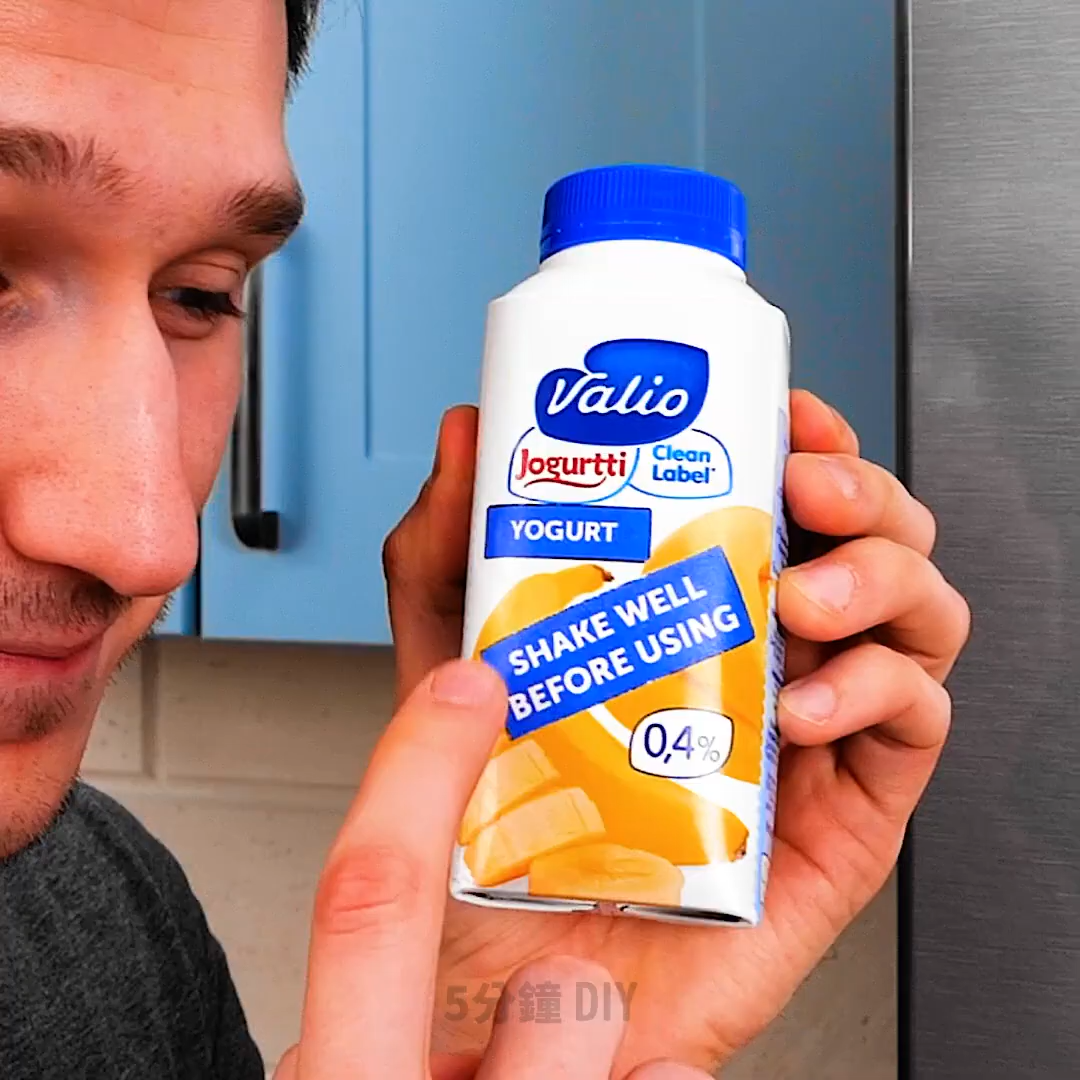 Valio
Jogurtti
Clean
Label*
YOGURT
SHAKE WELL
BEFORE USING
0,4%
5分鐘 DIY